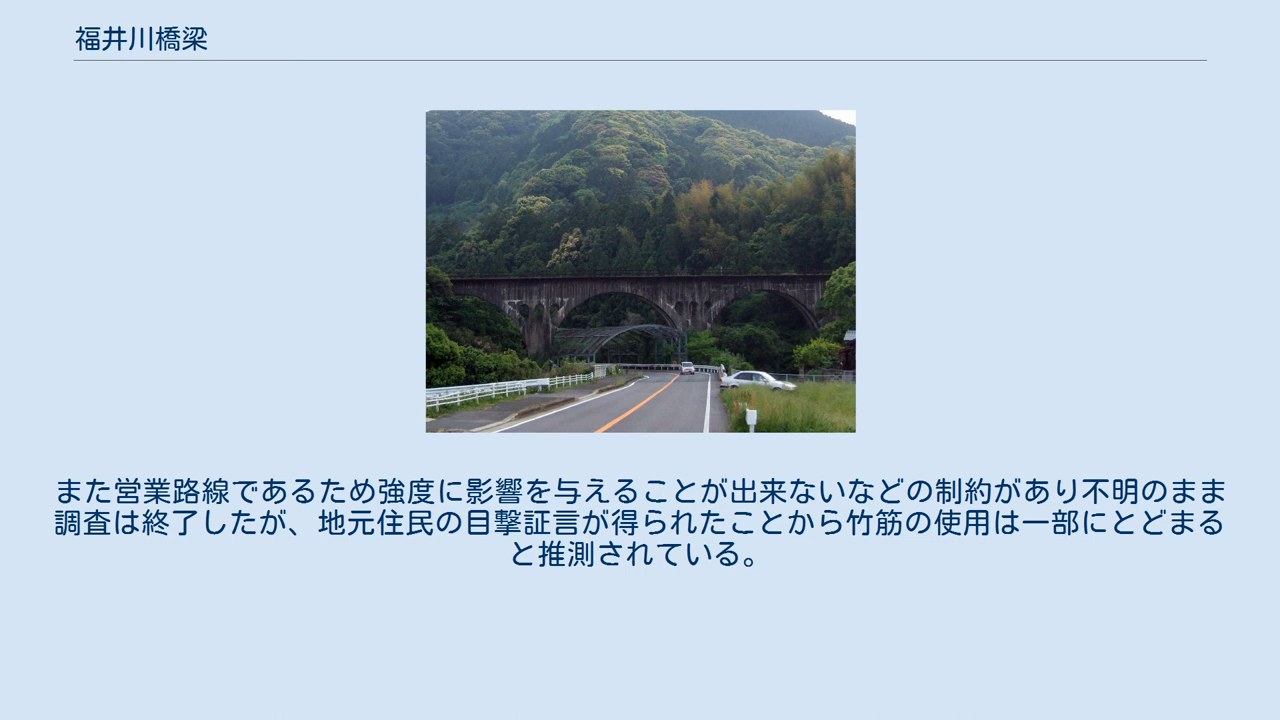 福井川橋梁
また営業路線であるため強度に影響を与えることが出来ないなどの制約があり不明のまま
調査は終了したが、地元住民の目撃証言が得られたことから竹筋の使用は一部にとどまる
と推測されている。